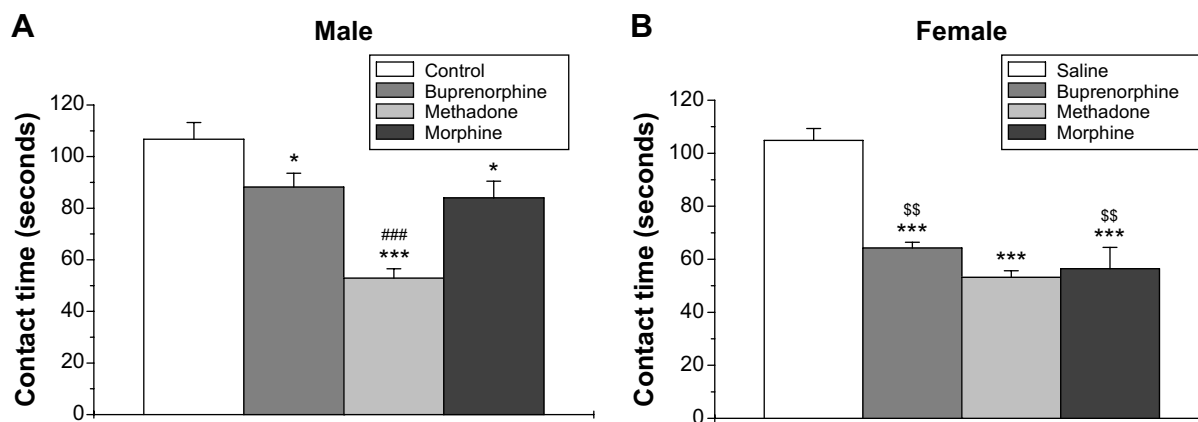 A
Male
Control
Buprenorphine
Methadone
Morphine
Contact time (seconds)
120
100
80
60
40
20
0
*
###
***
*
B
Female
Saline
Buprenorphine
Methadone
Morphine
Contact time (seconds)
120
100
80
60
40
20
0
$$
***
***
$$
***